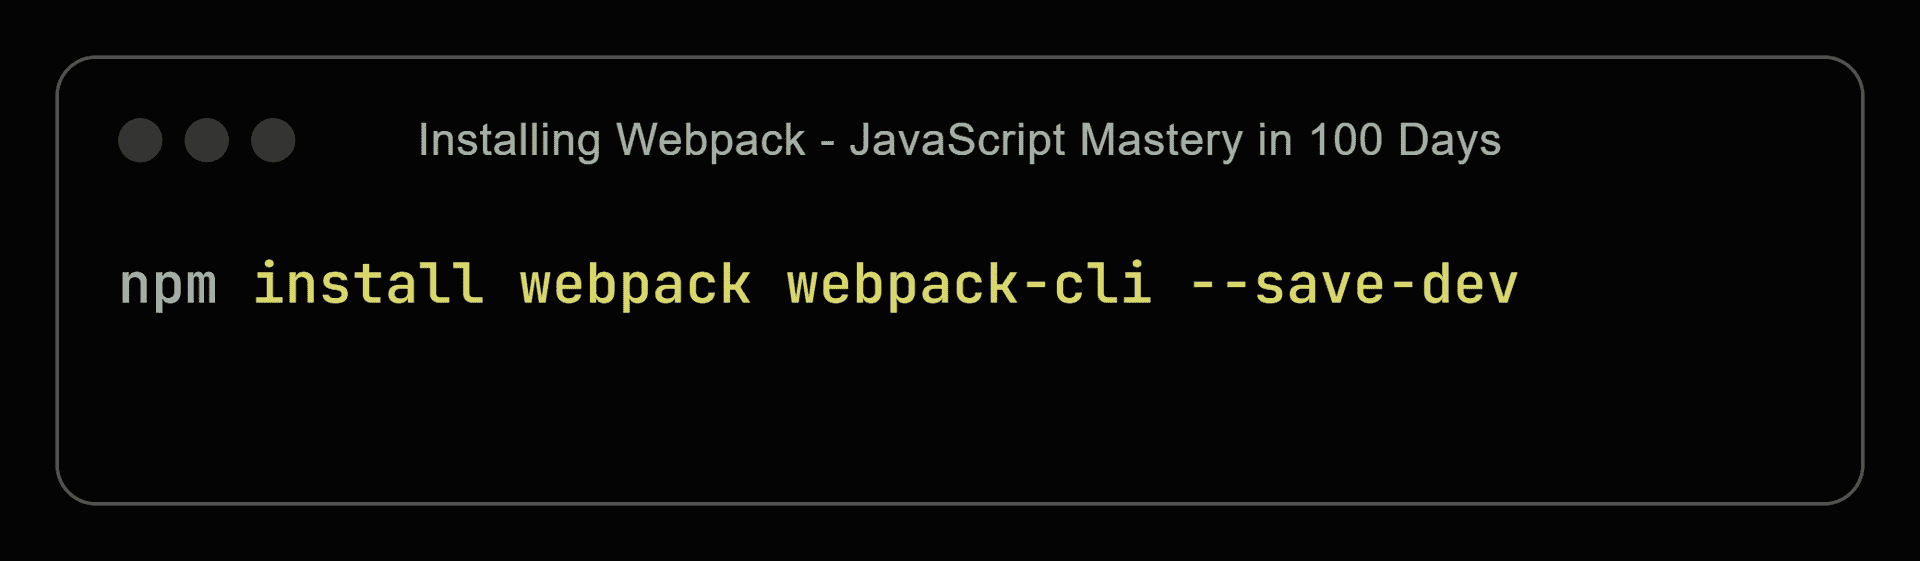 Installing Webpack - JavaScript Mastery in 100 Days
npm install webpack webpack-cli --save-dev